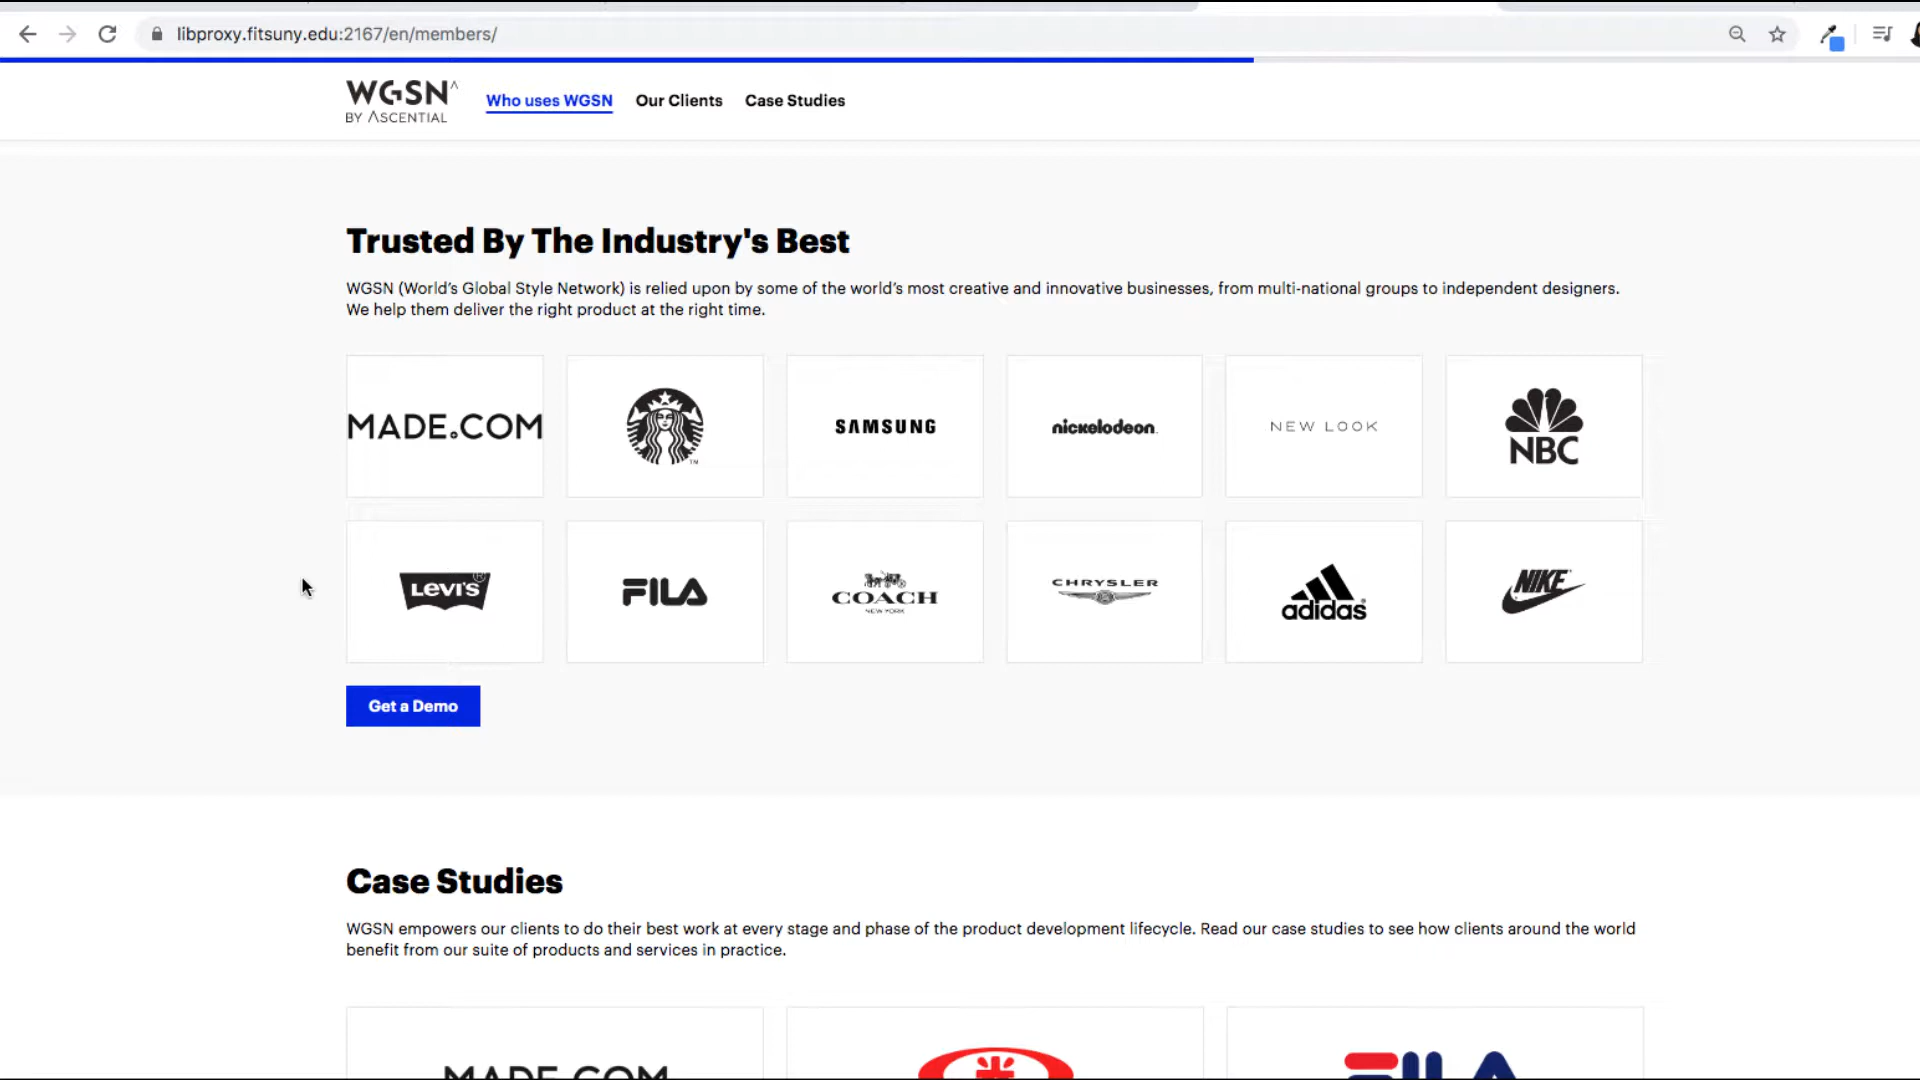 libproxy.fitsuny.edu:2167/en/members/
WGSN^
BY ASCENTIAL
Who uses WGSN
Our Clients
Case Studies
Trusted By The Industry's Best
WGSN (World’s Global Style Network) is relied upon by some of the world’s most creative and innovative businesses, from multi-national groups to independent designers.
We help them deliver the right product at the right time.
MADE.COM
TM
SAMSUNG
nickelodeon
NEW LOOK
NBC
Levi's ®
FILA
COACH
NEW YORK
CHRYSLER
adidas
NIKE
Get a Demo
Case Studies
WGSN empowers our clients to do their best work at every stage and phase of the product development lifecycle. Read our case studies to see how clients around the world
benefit from our suite of products and services in practice.
MADE.COM
FILA